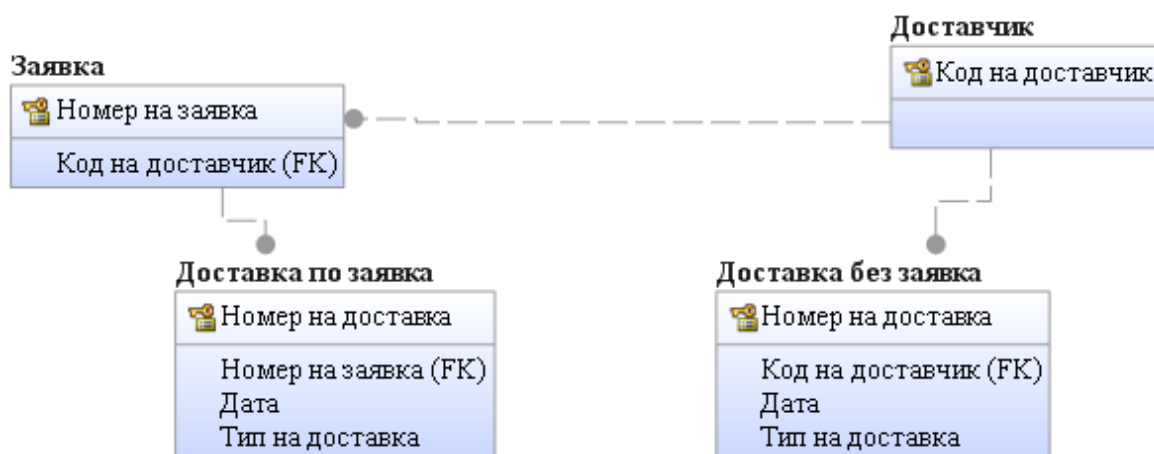 Доставчик
Код на доставчик
Заявка
Номер на заявка
Код на доставчик (FK)
Доставка по заявка
Номер на доставка
Номер на заявка (FK)
Дата
Тип на доставка
Доставка без заявка
Номер на доставка
Код на доставчик (FK)
Дата
Тип на доставка